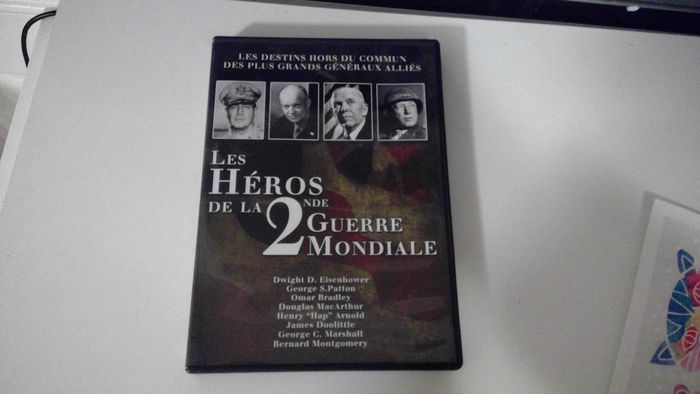 LES DESTINS HORS DU COMMUN
DES PLUS GRANDS GÉNÉRAUX ALLIÉS
LES
HÉROS
DE LA 2NDE GUERRE
MONDIALE
Dwight D. Eisenhower
George S.Patton
Omar Bradley
Douglas MacArthur
Henry "Hap" Arnold
James Doolittle
George C. Marshall
Bernard Montgomery